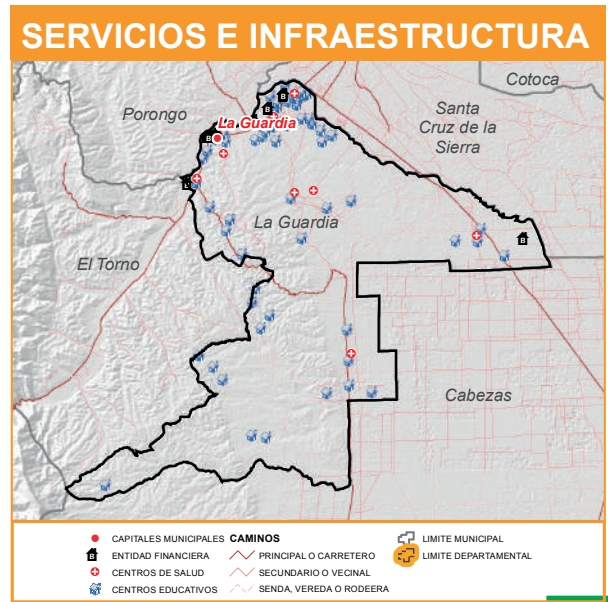 SERVICIOS E INFRAESTRUCTURA
Cotoca
Porongo
Santa
Cruz de la
Sierra
La Guardia
La Guardia
El Torno
Cabezas
CAPITALES MUNICIPALES
ENTIDAD FINANCIERA
CENTROS DE SALUD
CENTROS EDUCATIVOS
CAMINOS
PRINCIPAL O CARRETERO
SECUNDARIO O VECINAL
SENDA, VEREDA O RODEERA
LIMITE MUNICIPAL
LIMITE DEPARTAMENTAL